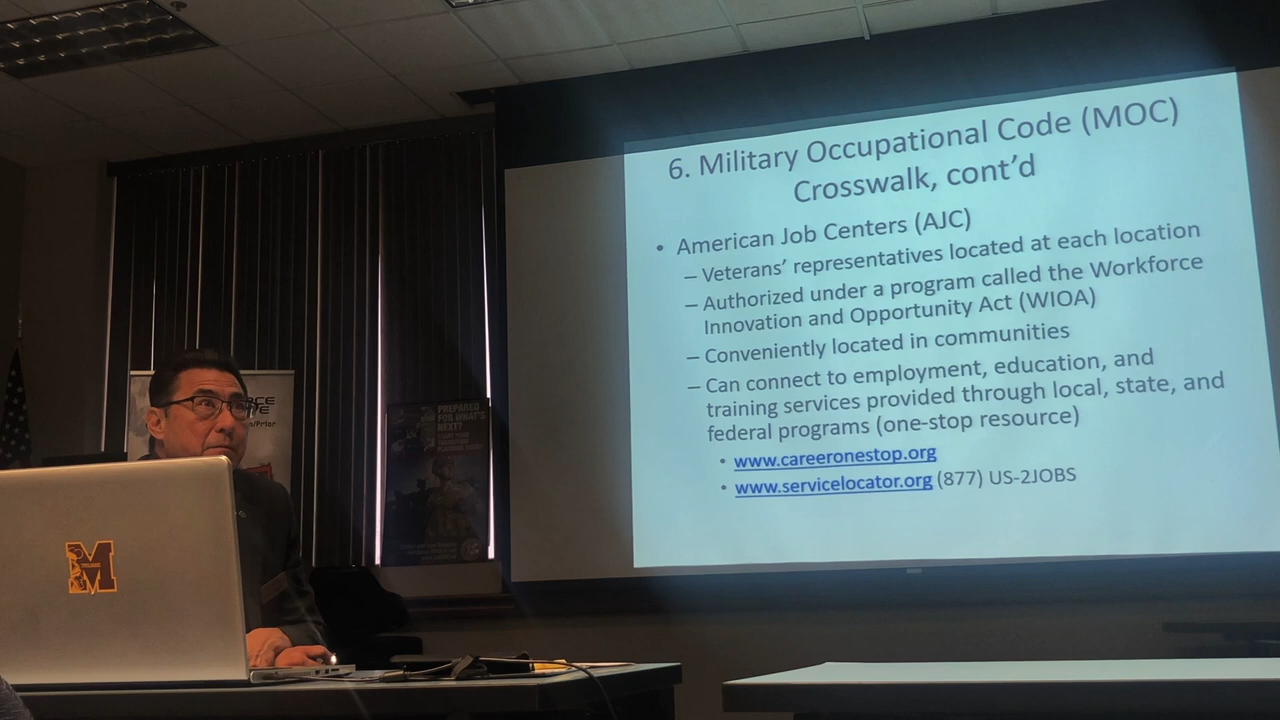 6. Military Occupational Code (MOC)
Crosswalk, cont'd
• American Job Centers (AJC)
– Veterans' representatives located at each location
– Authorized under a program called the Workforce
Innovation and Opportunity Act (WIOA)
– Conveniently located in communities
– Can connect to employment, education, and
training services provided through local, state, and
federal programs (one-stop resource)
• www.careeronestop.org
• www.servicelocator.org (877) US-2JOBS
PREPARED
FOR WHAT'S
NEXT?
M